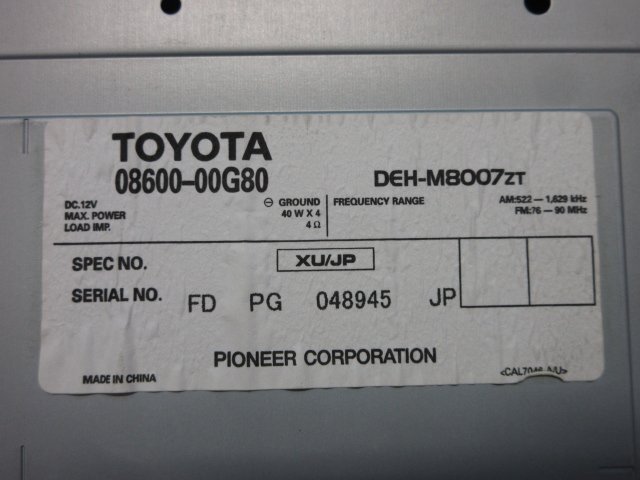 TOYOTA
08600-00G80
DEH-M8007ZT
DC.12V ⊖ GROUND
MAX. POWER 40 W X 4
LOAD IMP. 4 Ω
FREQUENCY RANGE AM:522 — 1,629 kHz
FM:76 — 90 MHz
SPEC NO. XU/JP
SERIAL NO. FD PG 048945 JP
PIONEER CORPORATION
MADE IN CHINA